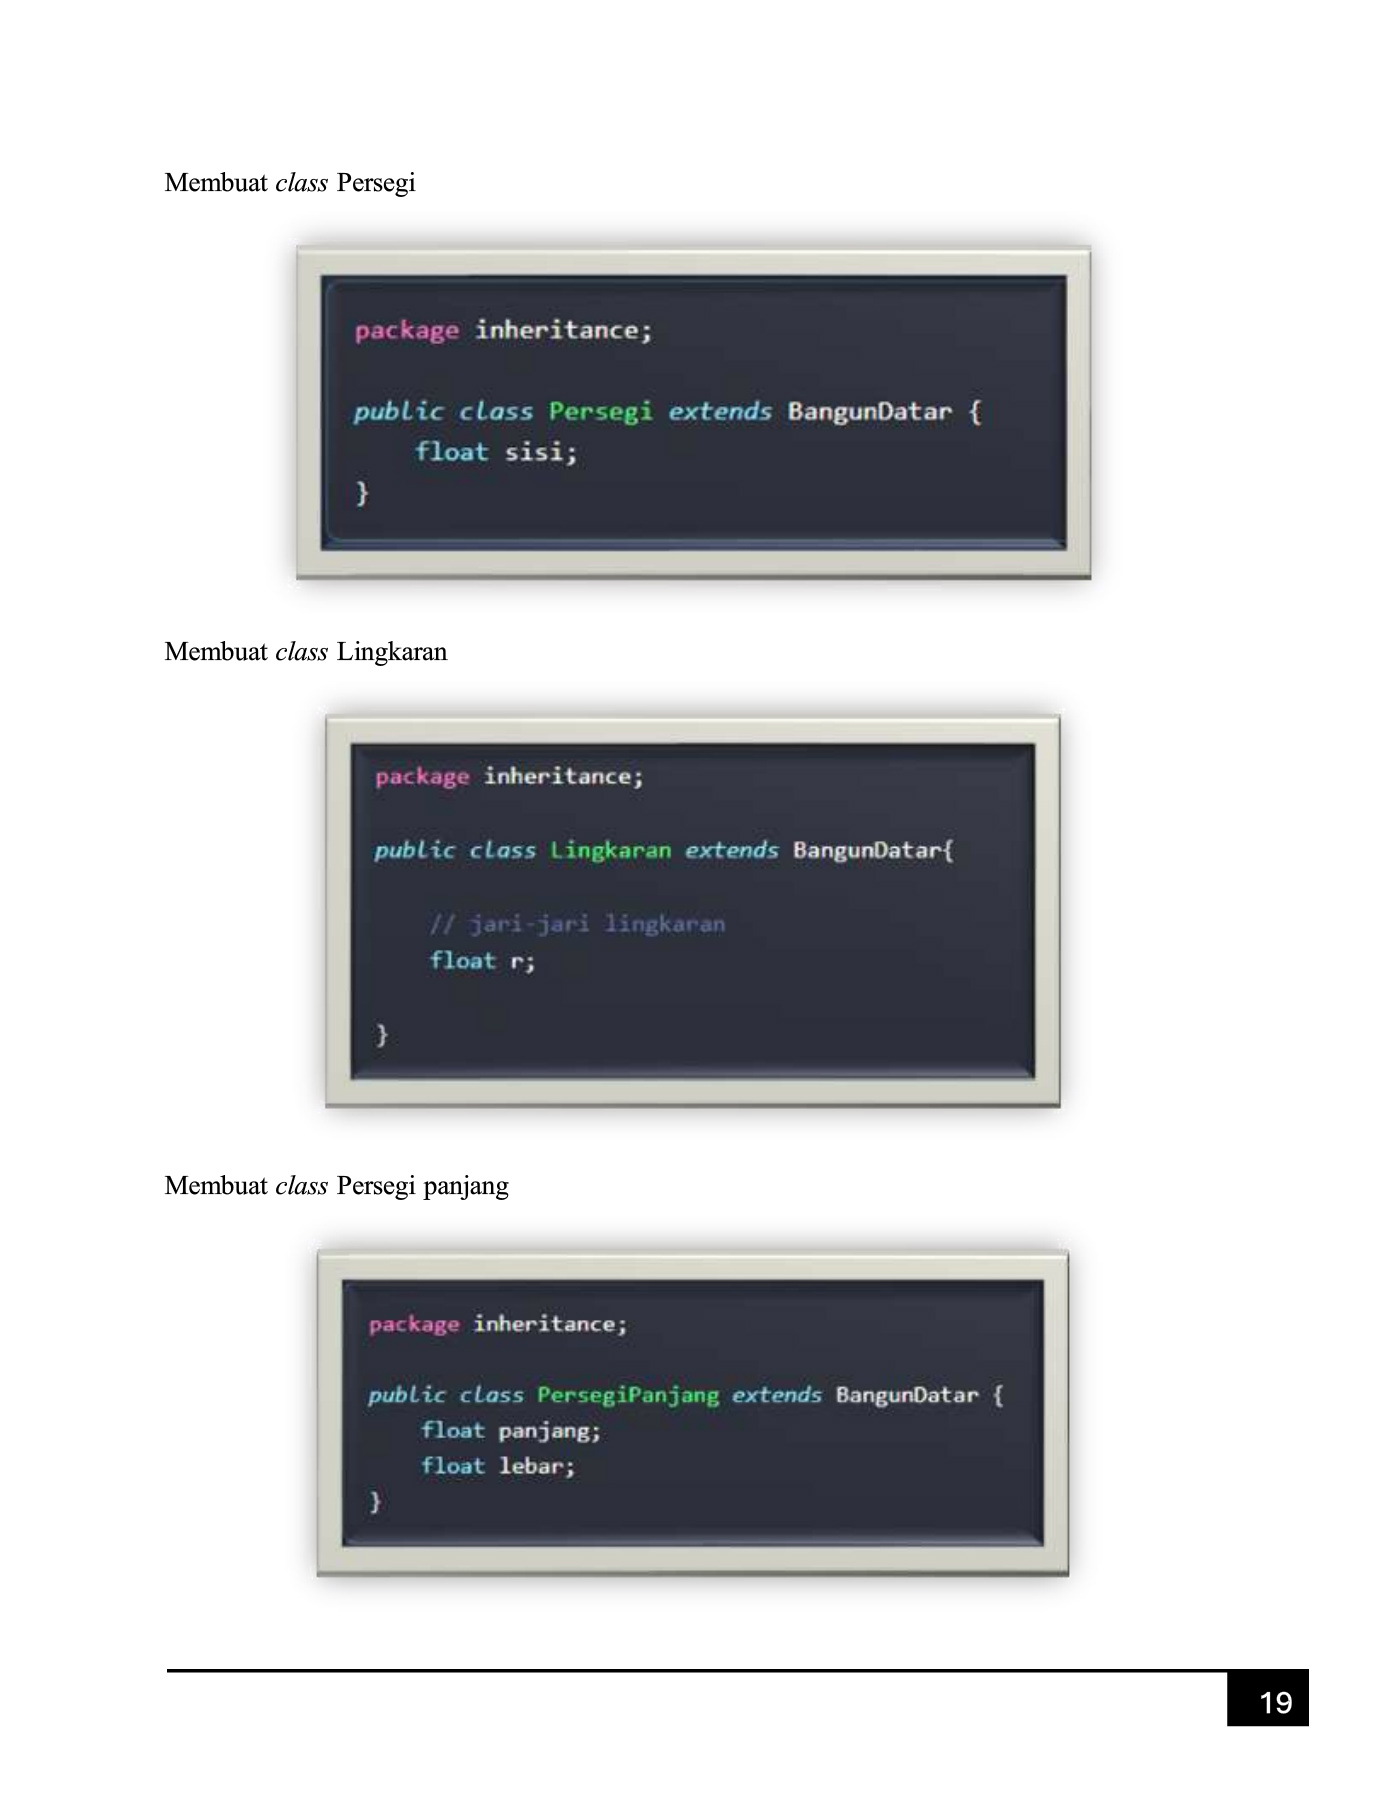 Membuat class Persegi
package inheritance;
public class Persegi extends BangunDatar {
    float sisi;
}
Membuat class Lingkaran
package inheritance;
public class Lingkaran extends BangunDatar{
    // jari-jari lingkaran
    float r;
}
Membuat class Persegi panjang
package inheritance;
public class PersegiPanjang extends BangunDatar {
    float panjang;
    float lebar;
}
19